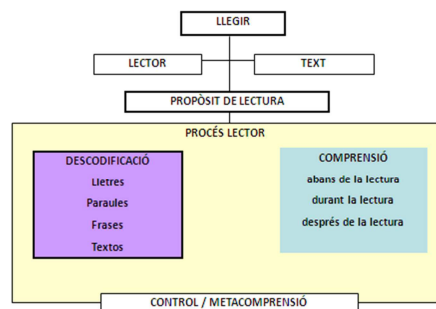 LLEGIR
LECTOR
TEXT
PROPÒSIT DE LECTURA
PROCÉS LECTOR
DESCODIFICACIÓ
Lletres
Paraules
Frases
Textos
COMPRENSIÓ
abans de la lectura
durant la lectura
després de la lectura
CONTROL / METACOMPRENSIÓ